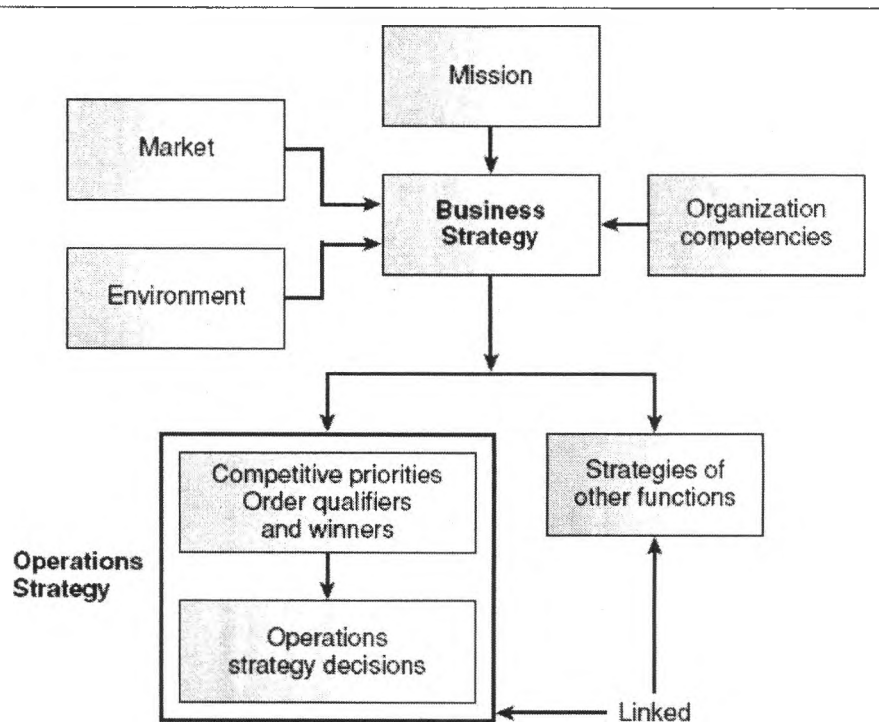 Mission
Market
Business
Strategy
Organization
competencies
Environment
Competitive priorities
Order qualifiers
and winners
Strategies of
other functions
Operations
Strategy
Operations
strategy decisions
Linked